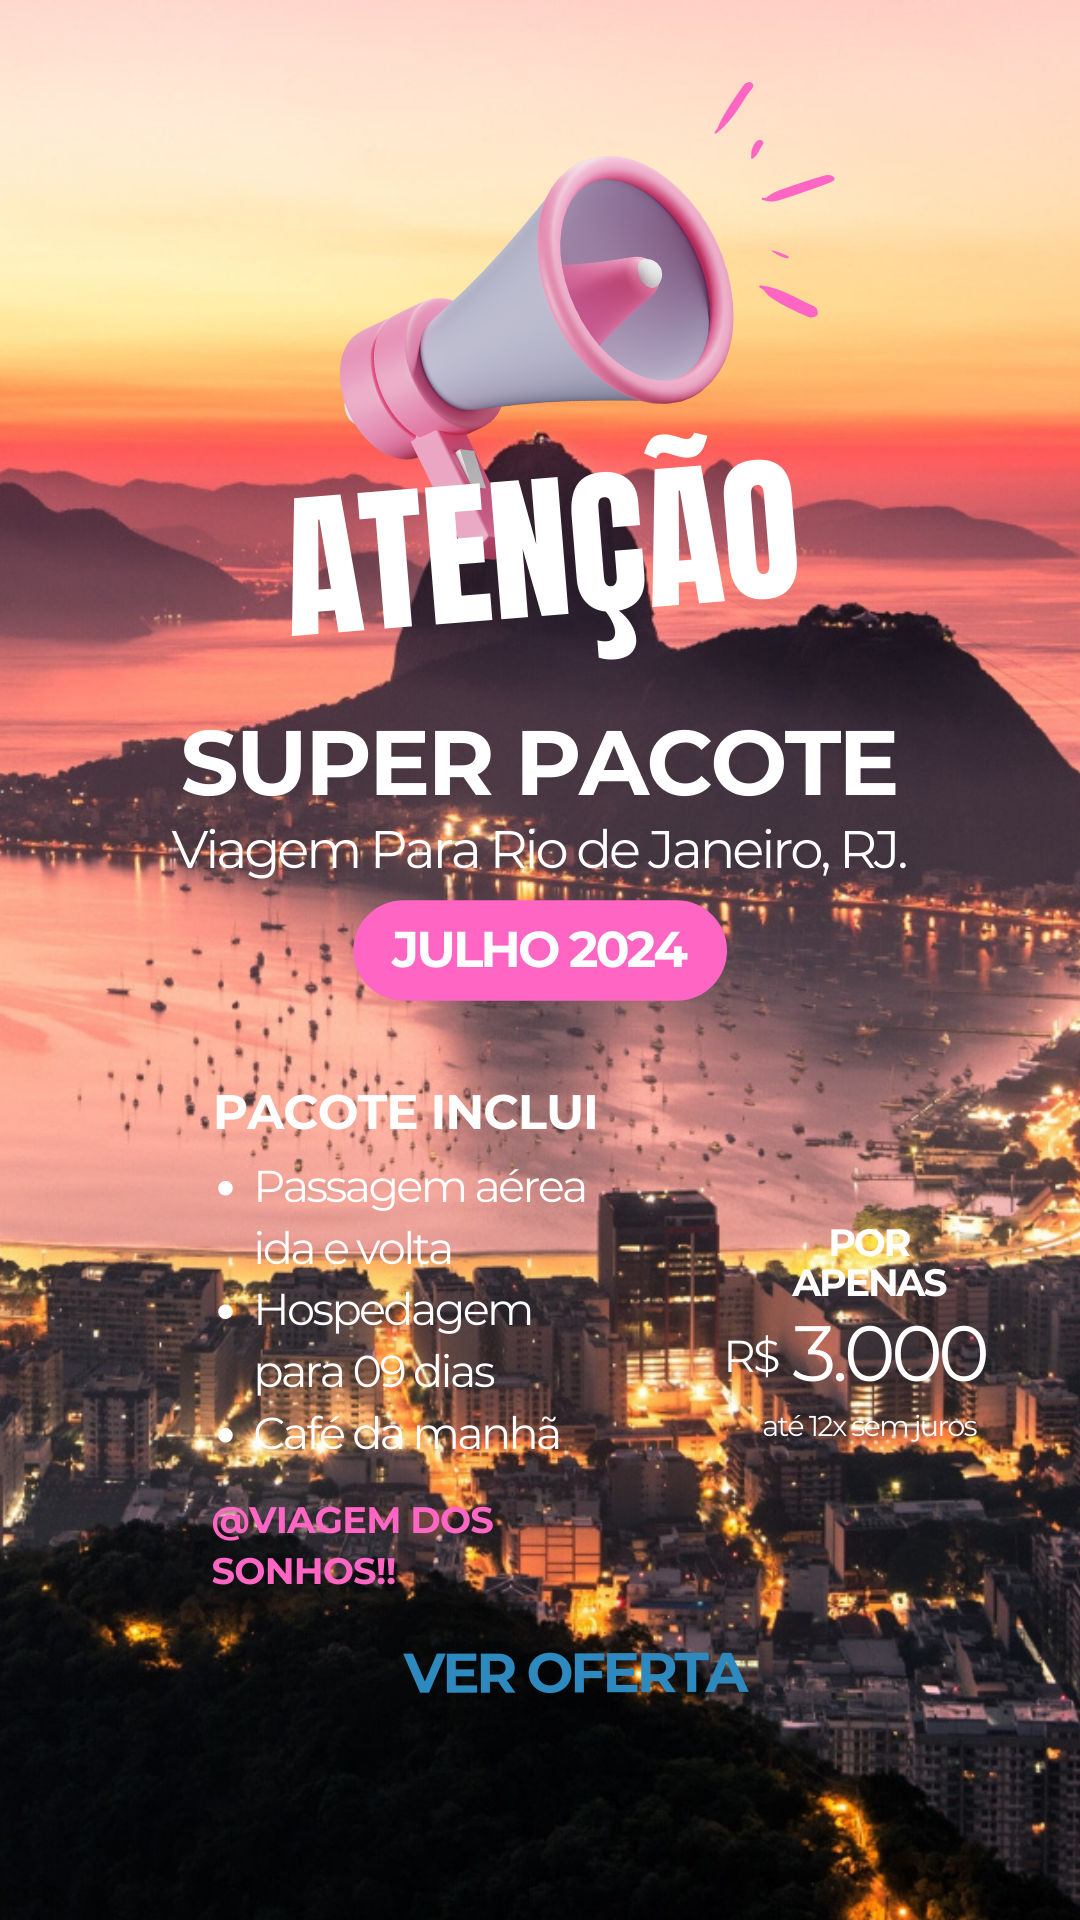 ATENÇÃO
SUPER PACOTE
Viagem Para Rio de Janeiro, RJ.
JULHO 2024
PACOTE INCLUI
• Passagem aérea
ida e volta
• Hospedagem
para 09 dias
• Café da manhã
POR
APENAS
R$ 3.000
até 12x sem juros
@VIAGEM DOS
SONHOS!!
VER OFERTA